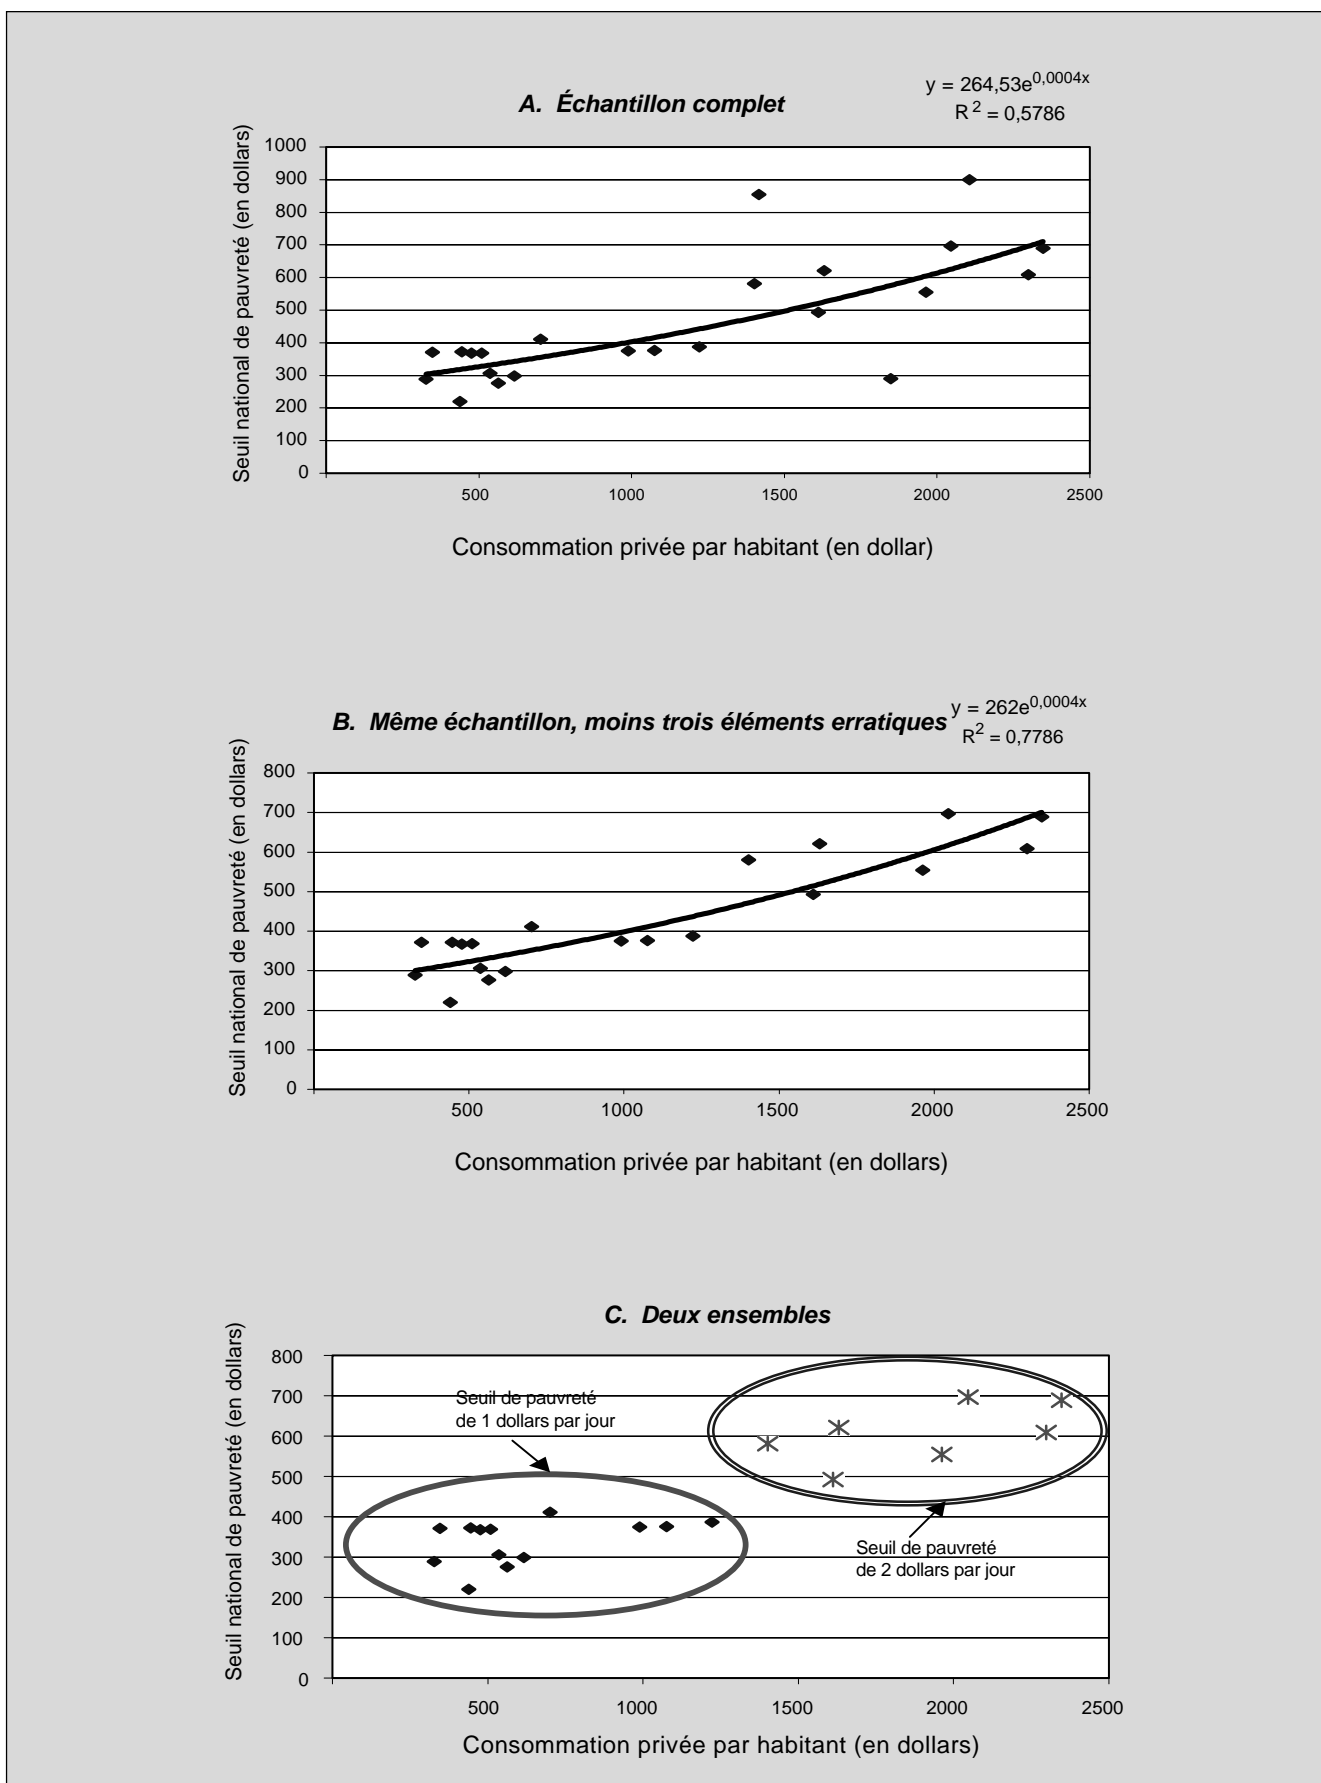 A. Échantillon complet
y = 264,53e^0,0004x
R^2 = 0,5786
Seuil national de pauvreté (en dollars)
1000
900
800
700
600
500
400
300
200
100
0
500 1000 1500 2000 2500
Consommation privée par habitant (en dollar)
B. Même échantillon, moins trois éléments erratiques
y = 262e^0,0004x
R^2 = 0,7786
Seuil national de pauvreté (en dollars)
800
700
600
500
400
300
200
100
0
500 1000 1500 2000 2500
Consommation privée par habitant (en dollars)
C. Deux ensembles
Seuil national de pauvreté (en dollars)
800
700
600
500
400
300
200
100
0
Seuil de pauvreté
de 1 dollars par jour
Seuil de pauvreté
de 2 dollars par jour
500 1000 1500 2000 2500
Consommation privée par habitant (en dollars)